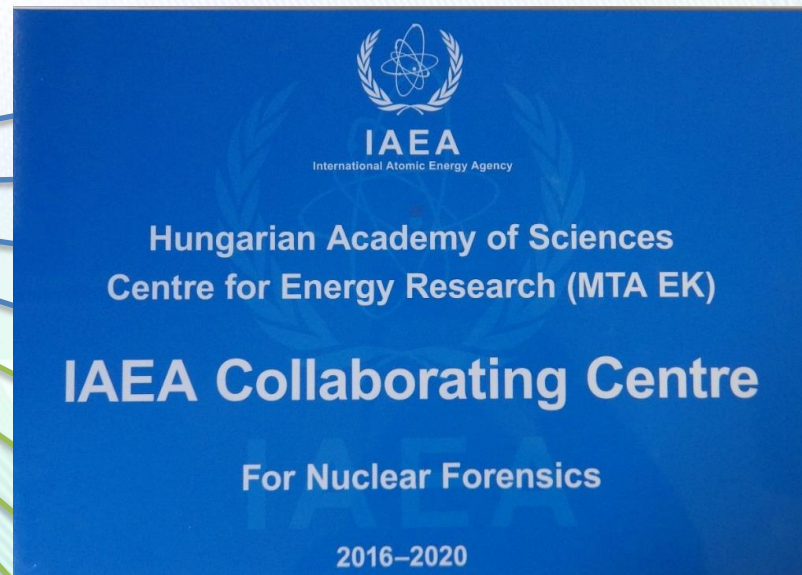 IAEA
International Atomic Energy Agency
Hungarian Academy of Sciences
Centre for Energy Research (MTA EK)
IAEA Collaborating Centre
For Nuclear Forensics
IAEA
2016–2020